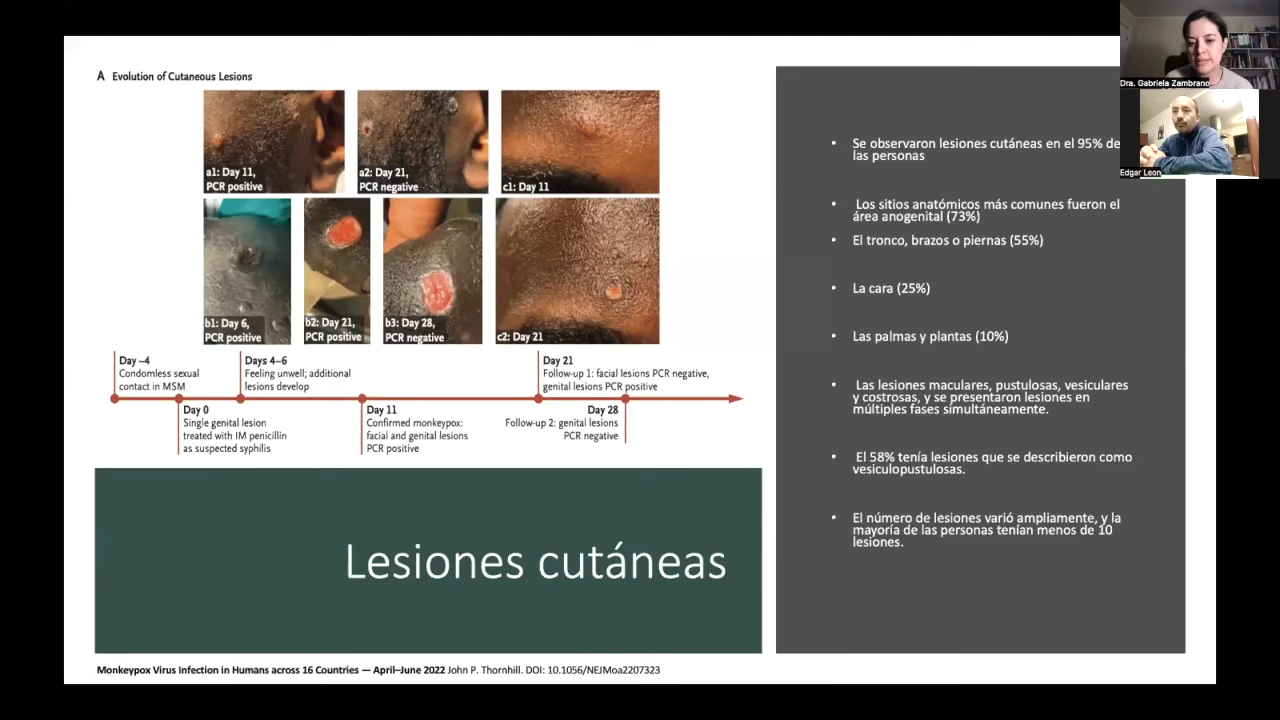 A Evolution of Cutaneous Lesions
a1: Day 11,
PCR positive
a2: Day 21,
PCR negative
c1: Day 11
b1: Day 6,
PCR positive
b2: Day 21,
PCR positive
b3: Day 28,
PCR negative
c2: Day 21
Day –4
Condomless sexual
contact in MSM
Days 4–6
Feeling unwell; additional
lesions develop
Day 21
Follow-up 1: facial lesions PCR negative,
genital lesions PCR positive
Day 0
Single genital lesion
treated with IM penicillin
as suspected syphilis
Day 11
Confirmed monkeypox:
facial and genital lesions
PCR positive
Day 28
Follow-up 2: genital lesions
PCR negative
Lesiones cutáneas
Monkeypox Virus Infection in Humans across 16 Countries — April–June 2022 John P. Thornhill. DOI: 10.1056/NEJMoa2207323
• Se observaron lesiones cutáneas en el 95% de
las personas
• Los sitios anatómicos más comunes fueron el
área anogenital (73%)
• El tronco, brazos o piernas (55%)
• La cara (25%)
• Las palmas y plantas (10%)
• Las lesiones maculares, pustulosas, vesiculares
y costrosas, y se presentaron lesiones en
múltiples fases simultáneamente.
• El 58% tenía lesiones que se describieron como
vesiculopustulosas.
• El número de lesiones varió ampliamente, y la
mayoría de las personas tenían menos de 10
lesiones.
Dra. Gabriela Zambrano
Edgar Leon